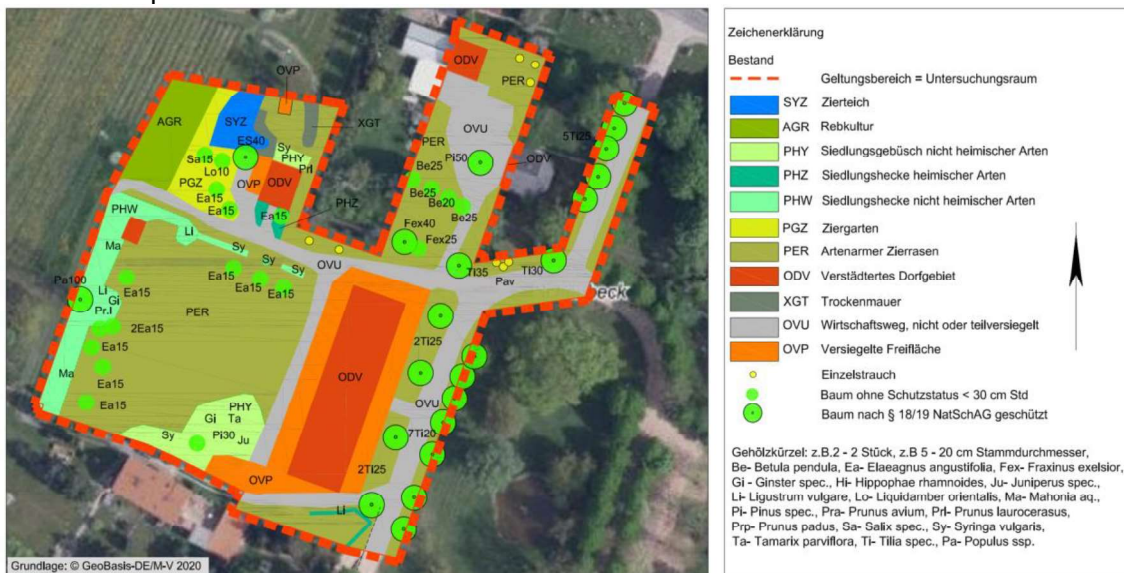 OVP
ODV
PER
AGR
SYZ
XGT
OVU
5Ti25
ES40
Sy
PHY
Prl
PER
Be25
Pi50
ODV
Sa15
Lo10
PGZ
OVP
ODV
Be25
Be20
Be25
Ea15
Ea15
Ea15
PHZ
Fex40
Fex25
PHW
Li
Ma
Sy
Sy
Sy
OVU
TI35
TI30
Pav
eck
Pa100
Ea15
Ea15
Ea15
Li
Gi
Ea15
PER
2Ea15
2Ti25
Ea15
Ma
Ea15
ODV
Ea15
OVU
PHY
Gi
Ta
Sy
Pi30
Ju
7Ti20
OVP
2Ti25
Li
Grundlage: © GeoBasis-DE/M-V 2020
Zeichenerklärung
Bestand
Geltungsbereich = Untersuchungsraum
SYZ Zierteich
AGR Rebkultur
PHY Siedlungsgebüsch nicht heimischer Arten
PHZ Siedlungshecke heimischer Arten
PHW Siedlungshecke nicht heimischer Arten
PGZ Ziergarten
PER Artenarmer Zierrasen
ODV Verstädtertes Dorfgebiet
XGT Trockenmauer
OVU Wirtschaftsweg, nicht oder teilversiegelt
OVP Versiegelte Freifläche
Einzelstrauch
Baum ohne Schutzstatus < 30 cm Std
Baum nach § 18/19 NatSchAG geschützt
Gehölzkürzel: z.B.2 - 2 Stück, z.B 5 - 20 cm Stammdurchmesser,
Be- Betula pendula, Ea- Elaeagnus angustifolia, Fex- Fraxinus exelsior,
Gi - Ginster spec., Hi- Hippophae rhamnoides, Ju- Juniperus spec.,
Li- Ligustrum vulgare, Lo- Liquidamber orientalis, Ma- Mahonia aq.,
Pi- Pinus spec., Pra- Prunus avium, Prl- Prunus laurocerasus,
Prp- Prunus padus, Sa- Salix spec., Sy- Syringa vulgaris,
Ta- Tamarix parviflora, Ti- Tilia spec., Pa- Populus ssp.